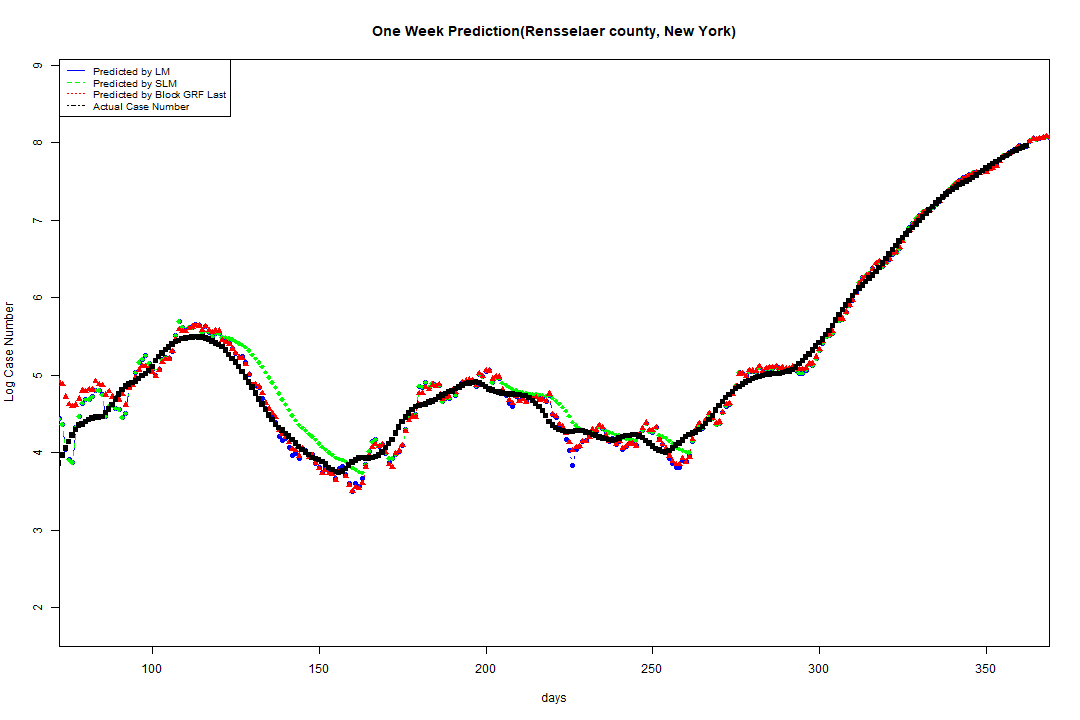 One Week Prediction(Rensselaer county, New York)
Predicted by LM
Predicted by SLM
Predicted by Block GRF Last
Actual Case Number
Log Case Number
9
8
7
6
5
4
3
2
100 150 200 250 300 350
days